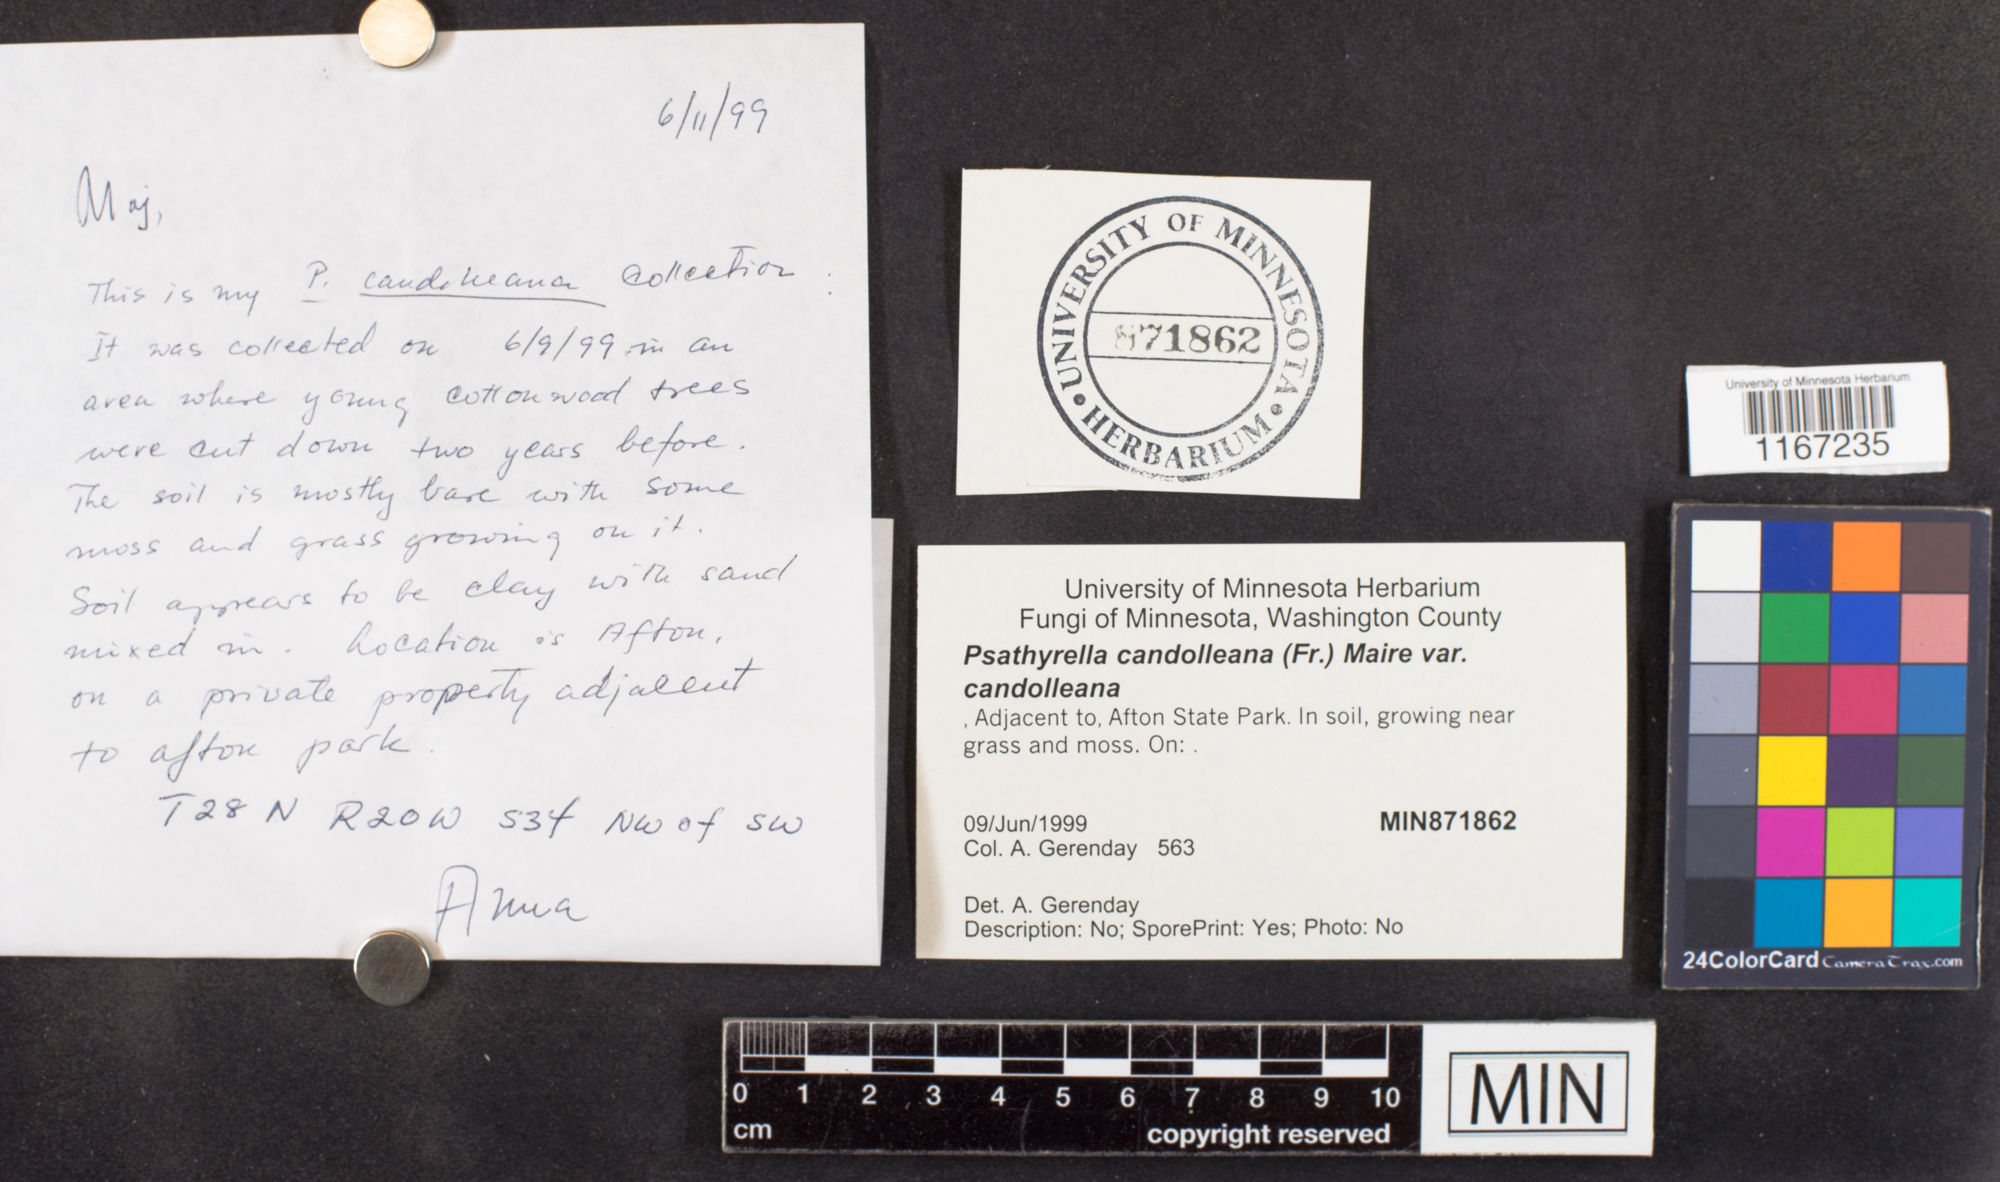 6/11/99
Maj,
This is my P. candolleana collection :
It was collected on 6/9/99 in an
area where young cottonwood trees
were cut down two years before.
The soil is mostly bare with some
moss and grass growing on it.
Soil appears to be clay with sand
mixed in. Location is Afton,
on a private property adjacent
to afton park.
T28N R20W S34 NW of SW
Anna
UNIVERSITY OF MINNESOTA
871862
• HERBARIUM •
University of Minnesota Herbarium
1167235
University of Minnesota Herbarium
Fungi of Minnesota, Washington County
Psathyrella candolleana (Fr.) Maire var.
candolleana
, Adjacent to, Afton State Park. In soil, growing near
grass and moss. On: .
09/Jun/1999 MIN871862
Col. A. Gerenday 563
Det. A. Gerenday
Description: No; SporePrint: Yes; Photo: No
24ColorCard CameraTrax.com
0 1 2 3 4 5 6 7 8 9 10
cm copyright reserved
MIN